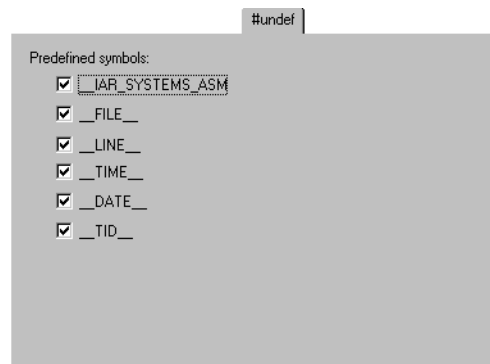 #undef
Predefined symbols:
__IAR_SYSTEMS_ASM
__FILE__
__LINE__
__TIME__
__DATE__
__TID__